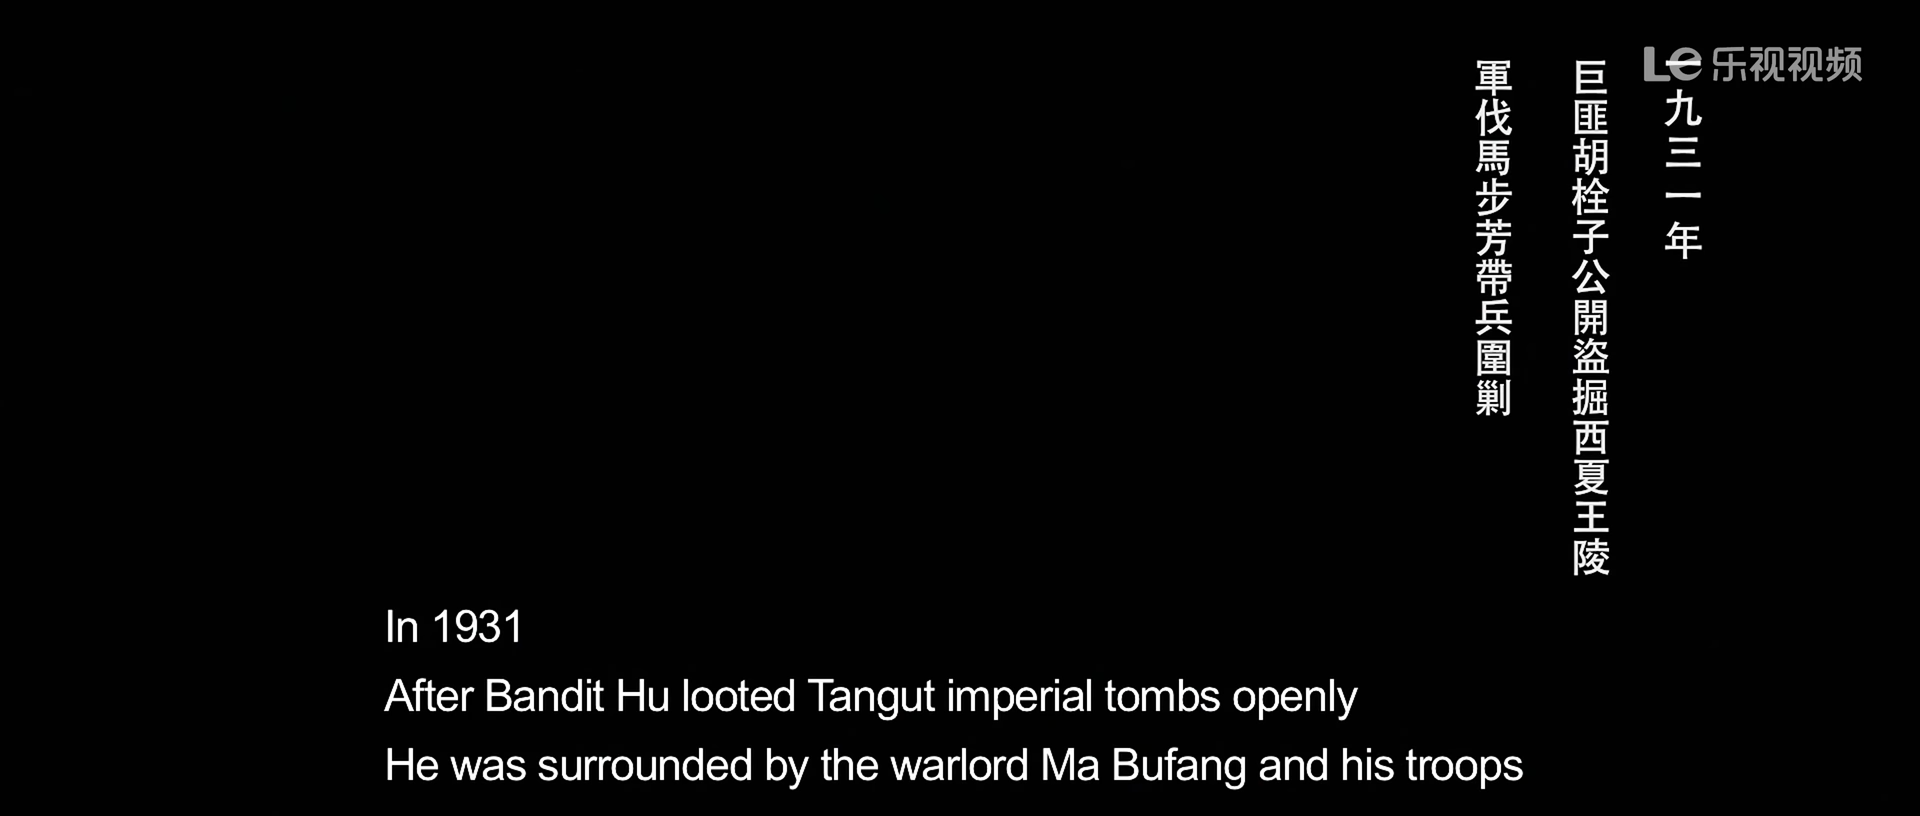 Le 乐视视频
一九三一年
巨匪胡栓子公開盜掘西夏王陵
軍伐馬步芳帶兵圍剿
In 1931
After Bandit Hu looted Tangut imperial tombs openly
He was surrounded by the warlord Ma Bufang and his troops